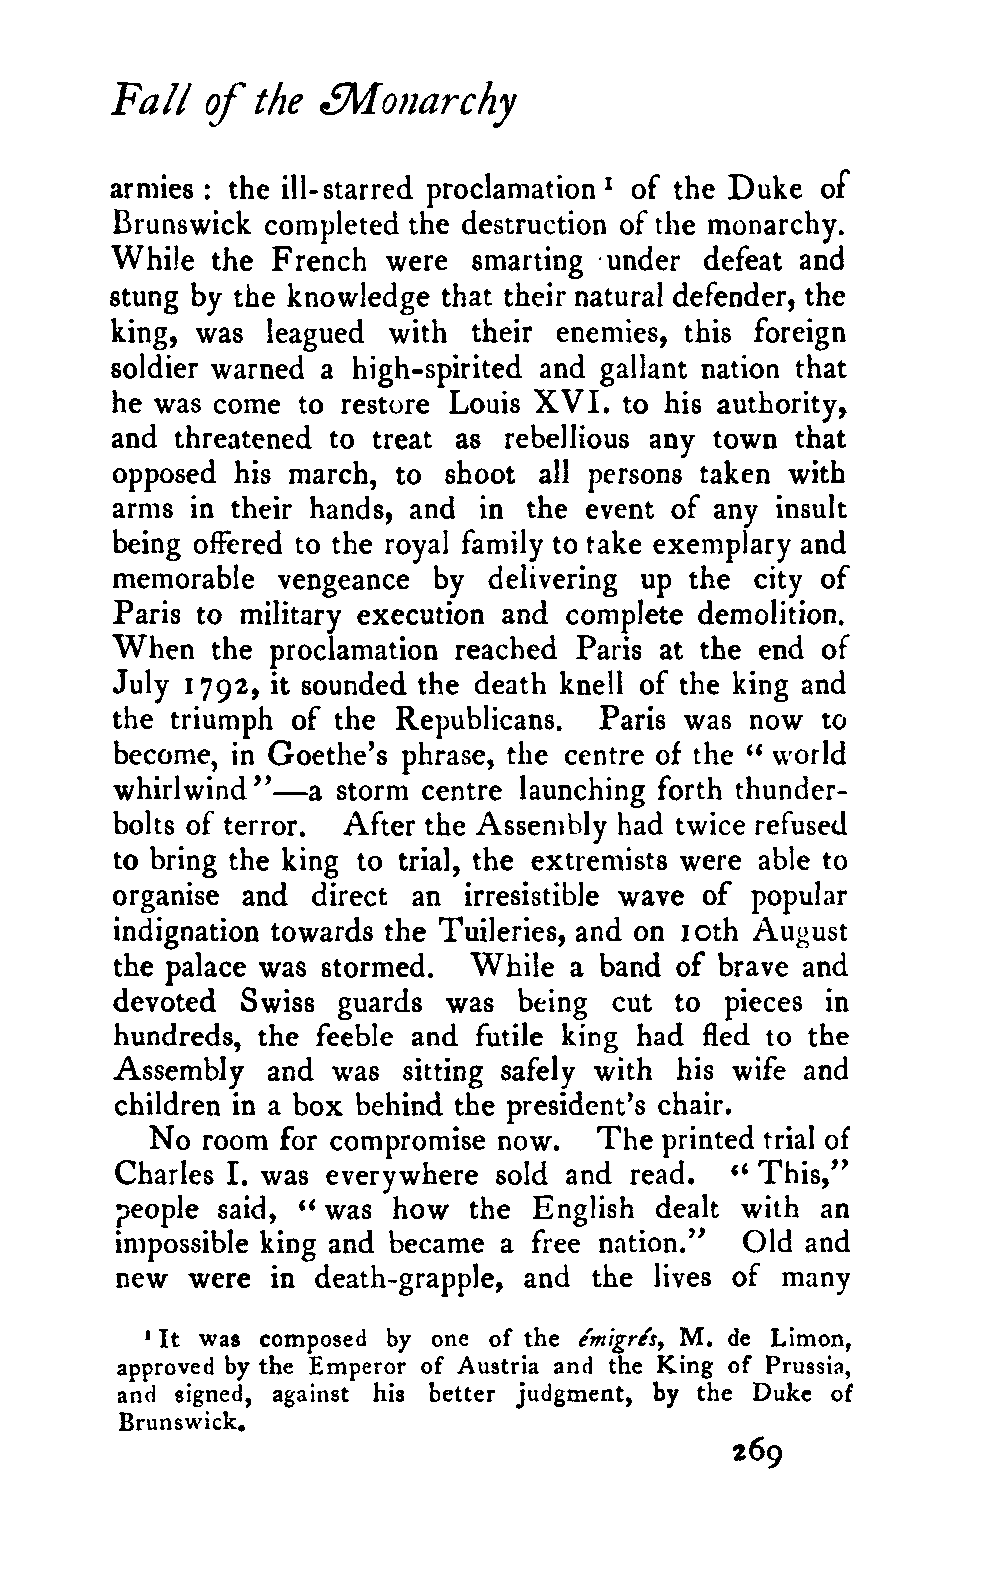 Fall of the Monarchy
armies : the ill-starred proclamation ¹ of the Duke of
Brunswick completed the destruction of the monarchy.
While the French were smarting under defeat and
stung by the knowledge that their natural defender, the
king, was leagued with their enemies, this foreign
soldier warned a high-spirited and gallant nation that
he was come to restore Louis XVI. to his authority,
and threatened to treat as rebellious any town that
opposed his march, to shoot all persons taken with
arms in their hands, and in the event of any insult
being offered to the royal family to take exemplary and
memorable vengeance by delivering up the city of
Paris to military execution and complete demolition.
When the proclamation reached Paris at the end of
July 1792, it sounded the death knell of the king and
the triumph of the Republicans. Paris was now to
become, in Goethe's phrase, the centre of the “ world
whirlwind”—a storm centre launching forth thunder-
bolts of terror. After the Assembly had twice refused
to bring the king to trial, the extremists were able to
organise and direct an irresistible wave of popular
indignation towards the Tuileries, and on 10th August
the palace was stormed. While a band of brave and
devoted Swiss guards was being cut to pieces in
hundreds, the feeble and futile king had fled to the
Assembly and was sitting safely with his wife and
children in a box behind the president's chair.
No room for compromise now. The printed trial of
Charles I. was everywhere sold and read. “ This,”
people said, “ was how the English dealt with an
impossible king and became a free nation.” Old and
new were in death-grapple, and the lives of many
¹ It was composed by one of the émigrés, M. de Limon,
approved by the Emperor of Austria and the King of Prussia,
and signed, against his better judgment, by the Duke of
Brunswick.
269